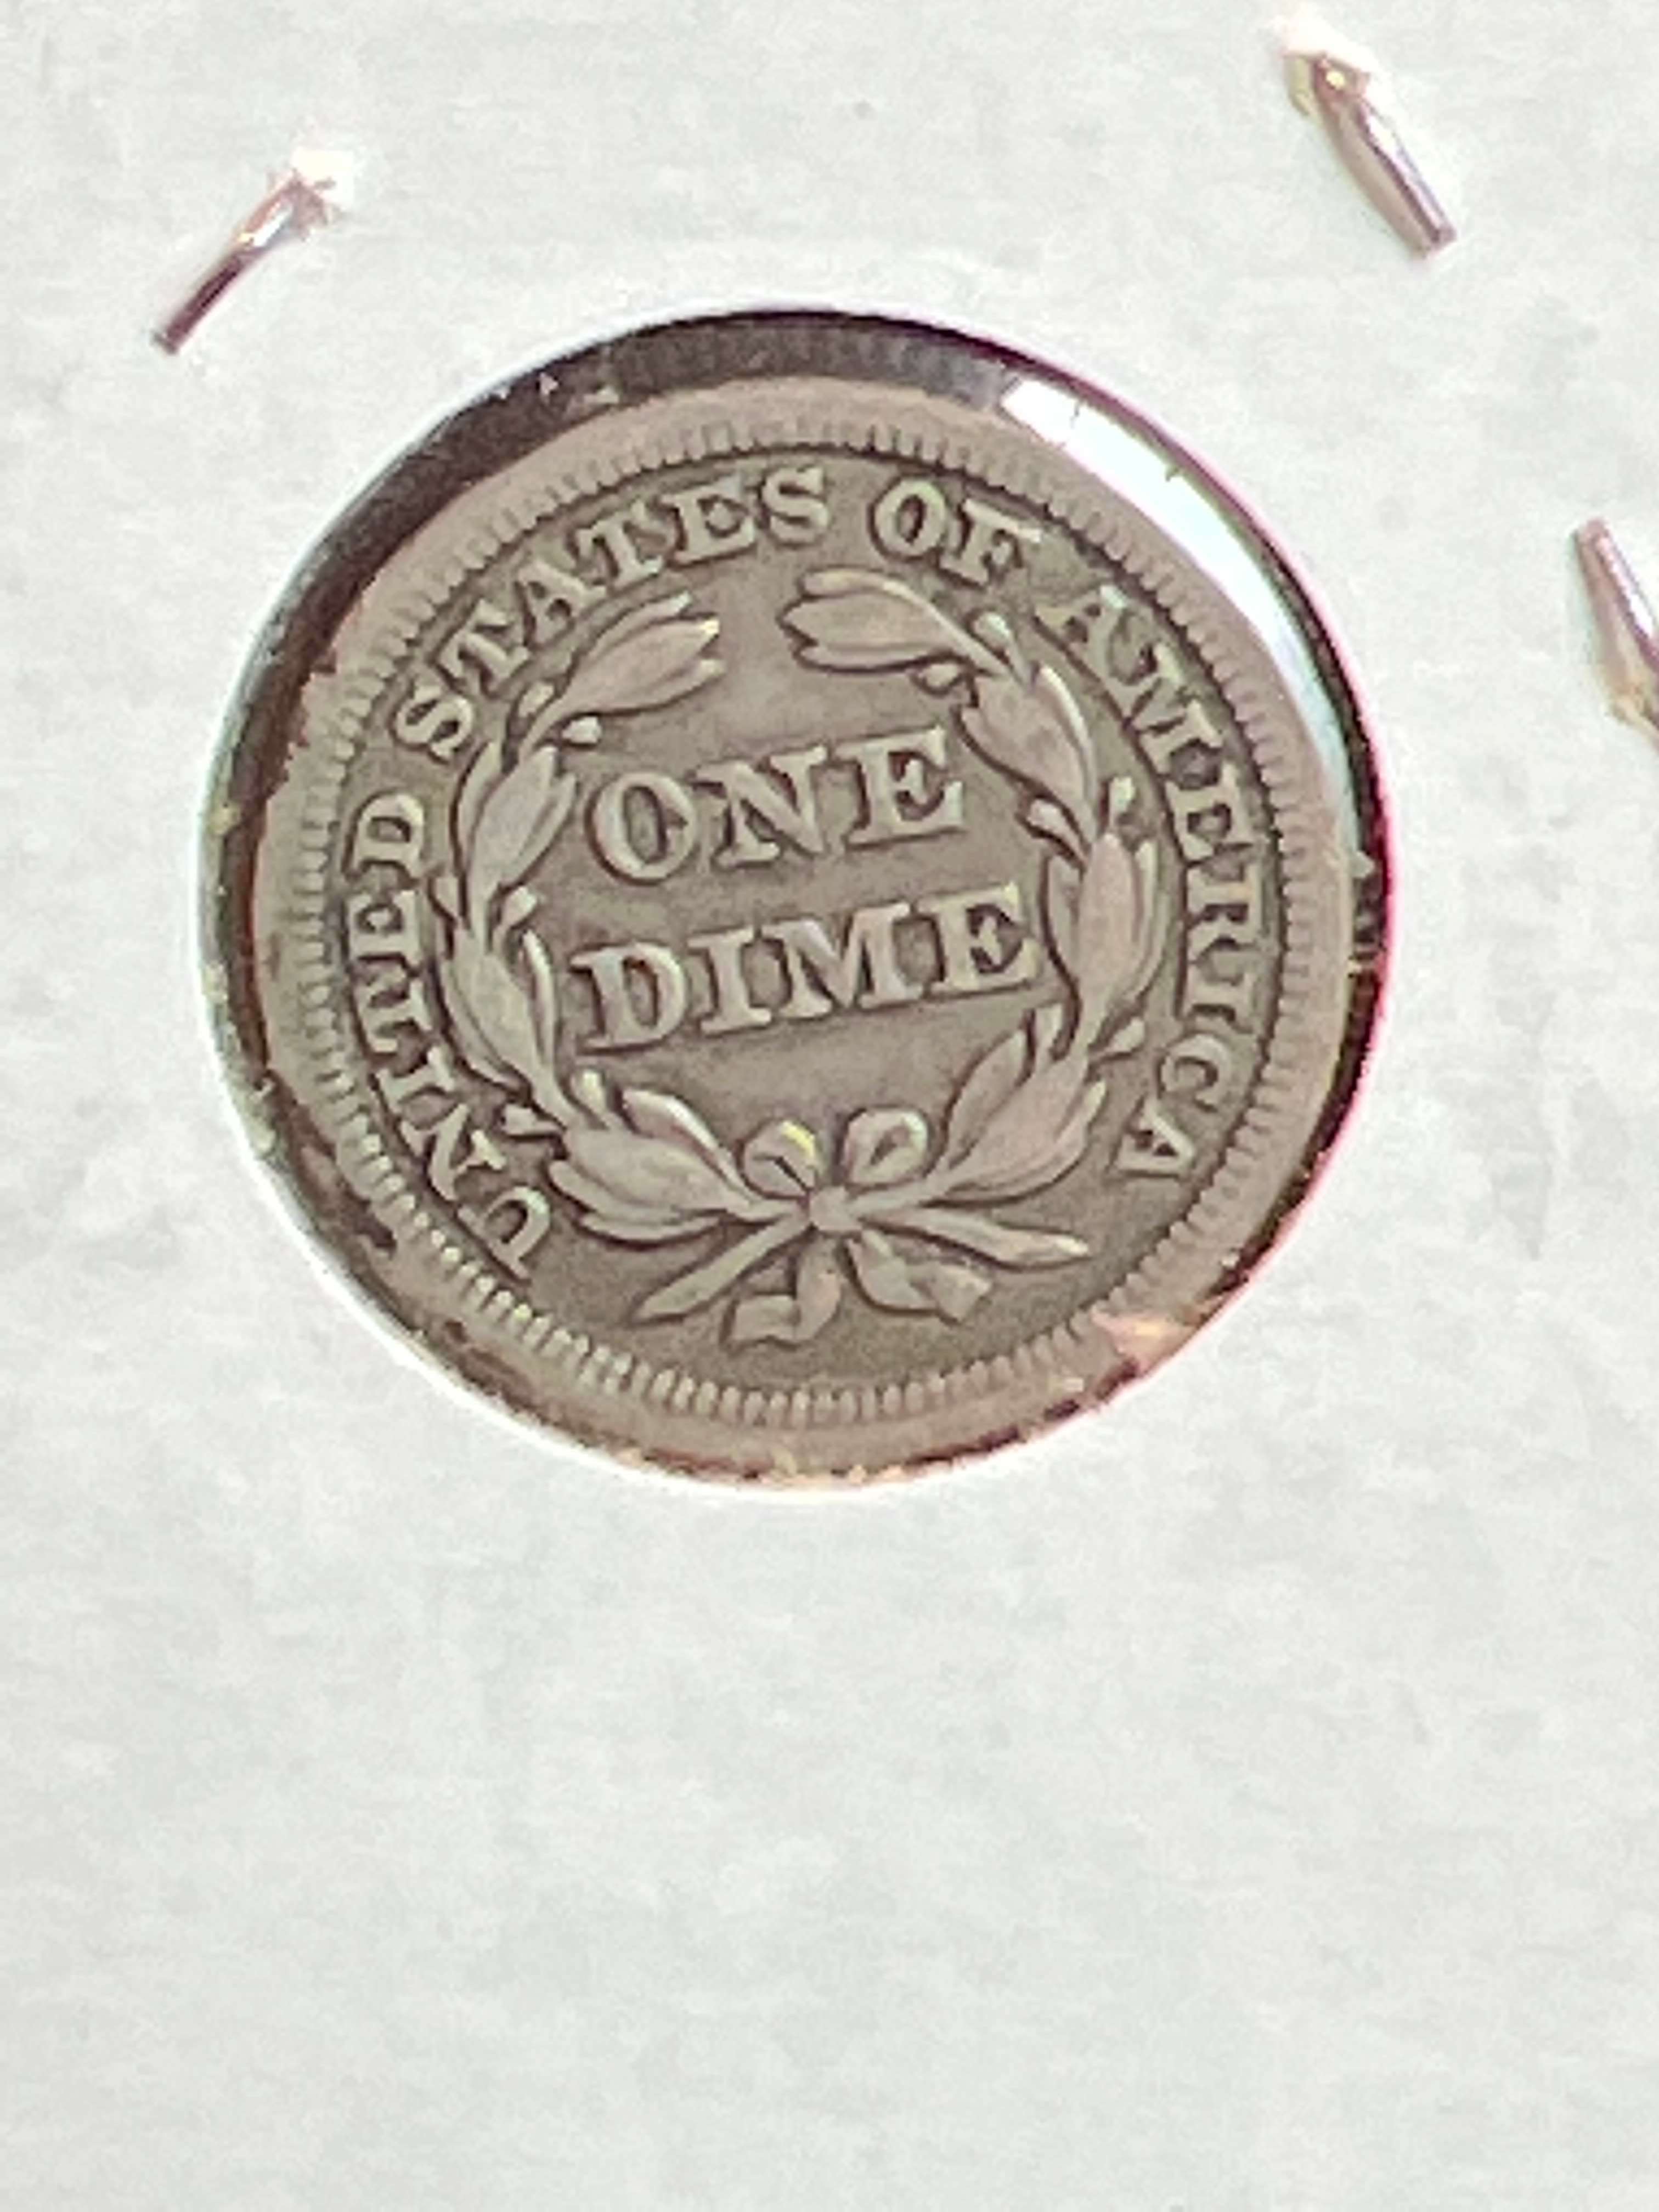 UNITED STATES OF AMERICA
ONE
DIME